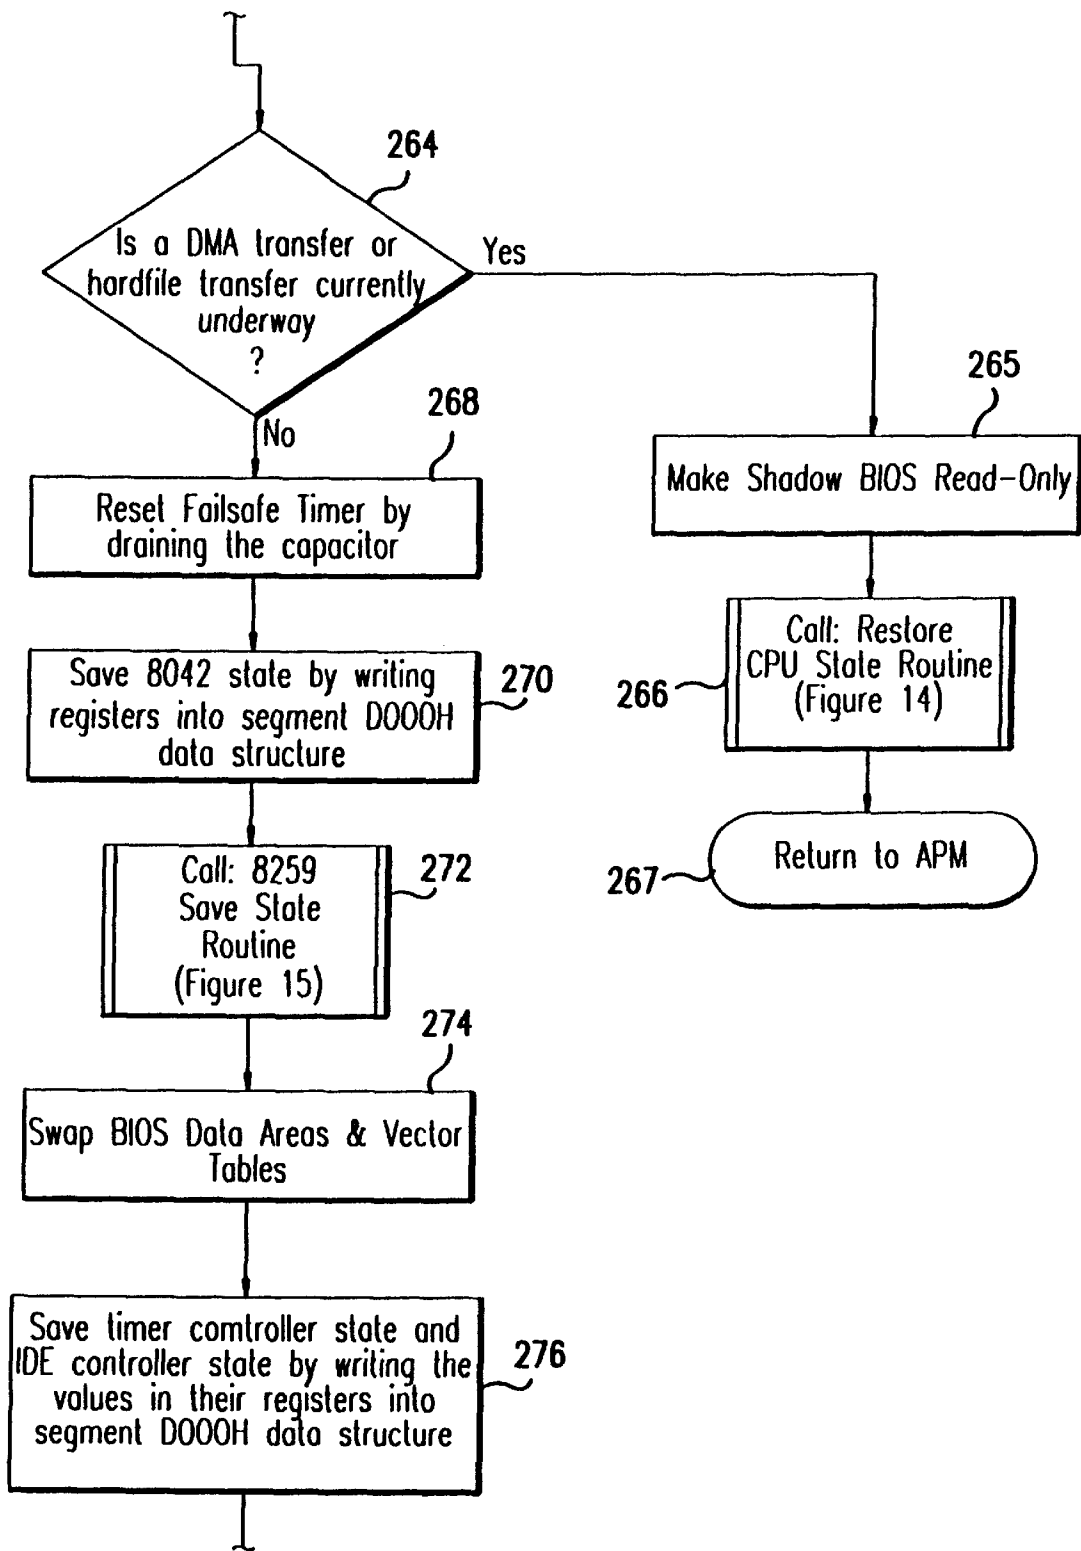 264
Is a DMA transfer or
hardfile transfer currently
underway
?
Yes
No
268
Reset Failsafe Timer by
draining the capacitor
265
Make Shadow BIOS Read-Only
Save 8042 state by writing
registers into segment D000H
data structure
270
Call: Restore
CPU State Routine
(Figure 14)
266
Call: 8259
Save State
Routine
(Figure 15)
272
Return to APM
267
274
Swap BIOS Data Areas & Vector
Tables
Save timer comtroller state and
IDE controller state by writing the
values in their registers into
segment D000H data structure
276